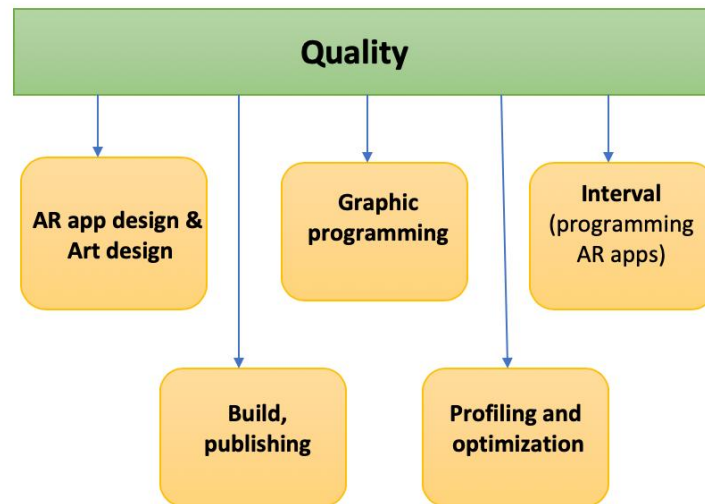 Quality
AR app design &
Art design
Graphic
programming
Interval
(programming
AR apps)
Build,
publishing
Profiling and
optimization